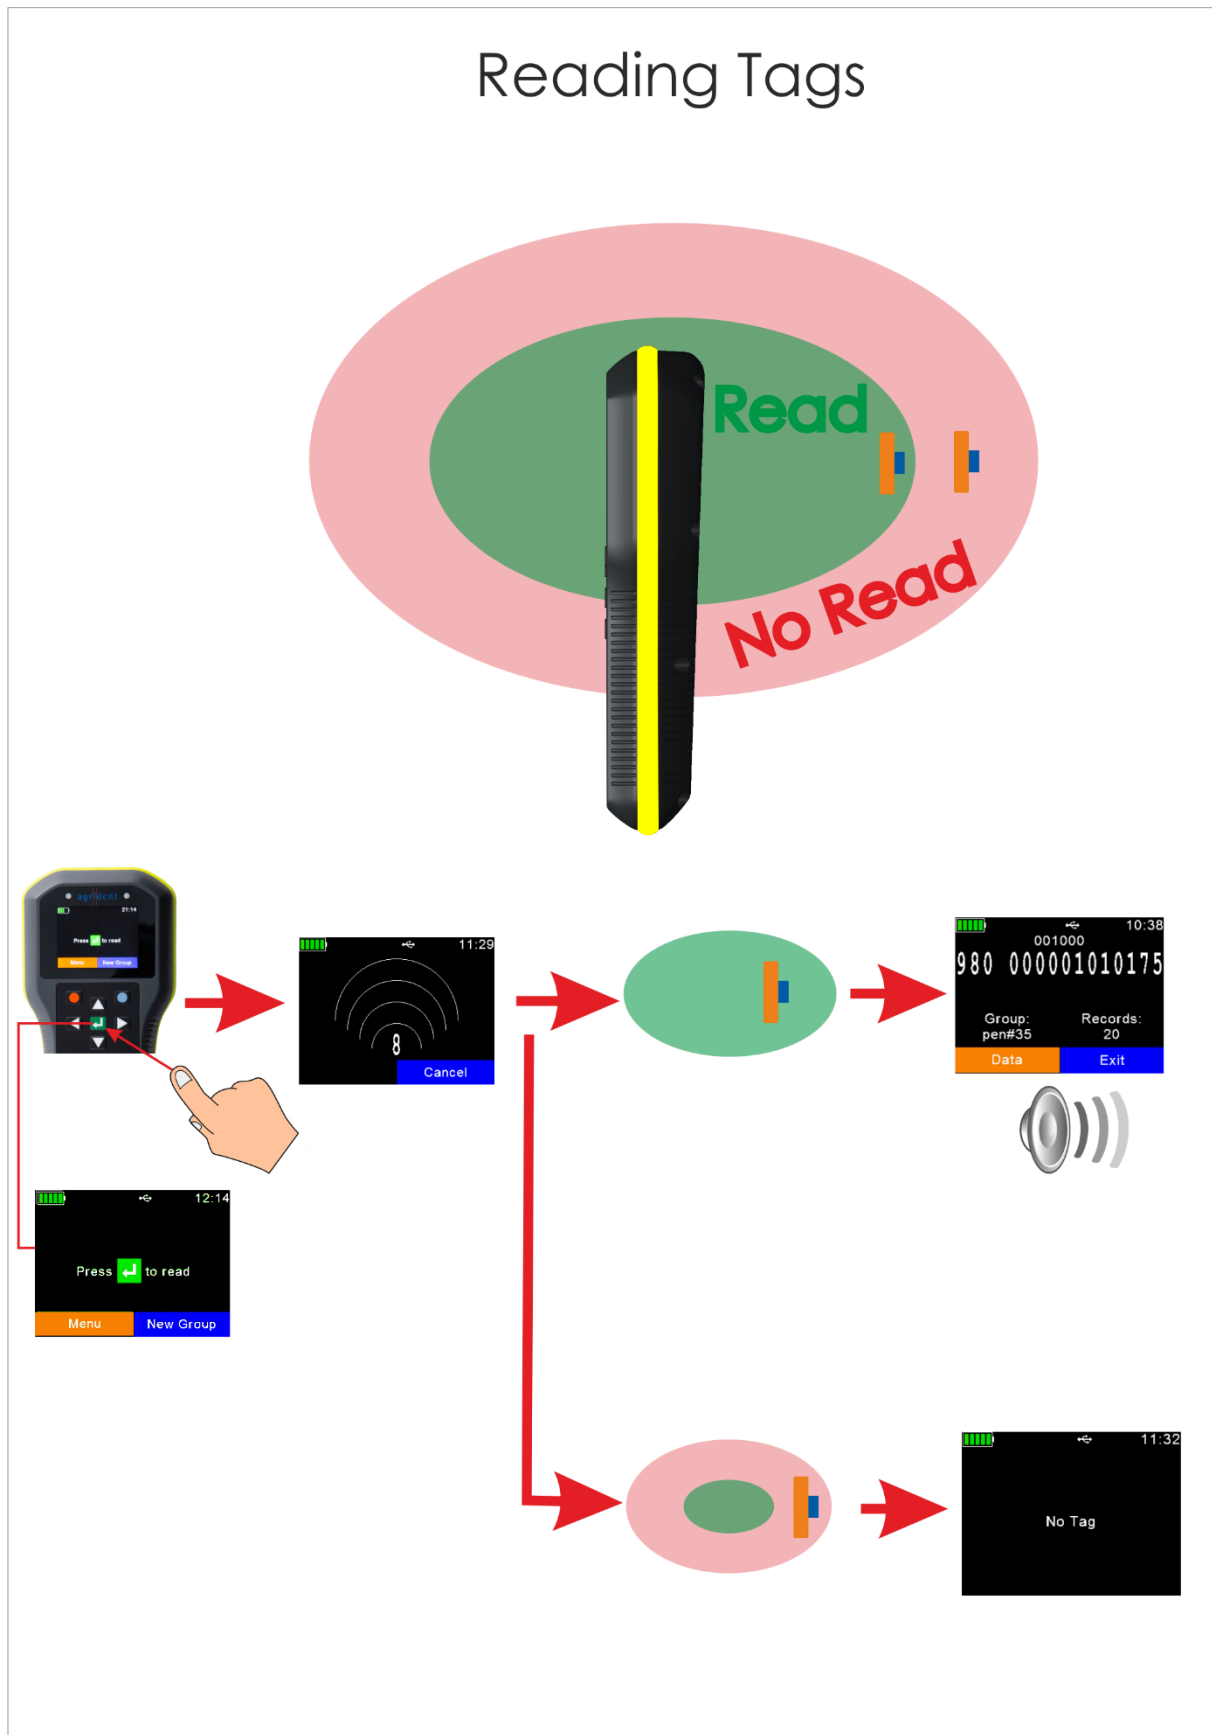 Reading Tags
Read
No Read
agrident
21:14
Press to read
Menu New Group
11:29
8
Cancel
10:38
001000
980 000001010175
Group: Records:
pen#35 20
Data Exit
12:14
Press to read
Menu New Group
11:32
No Tag